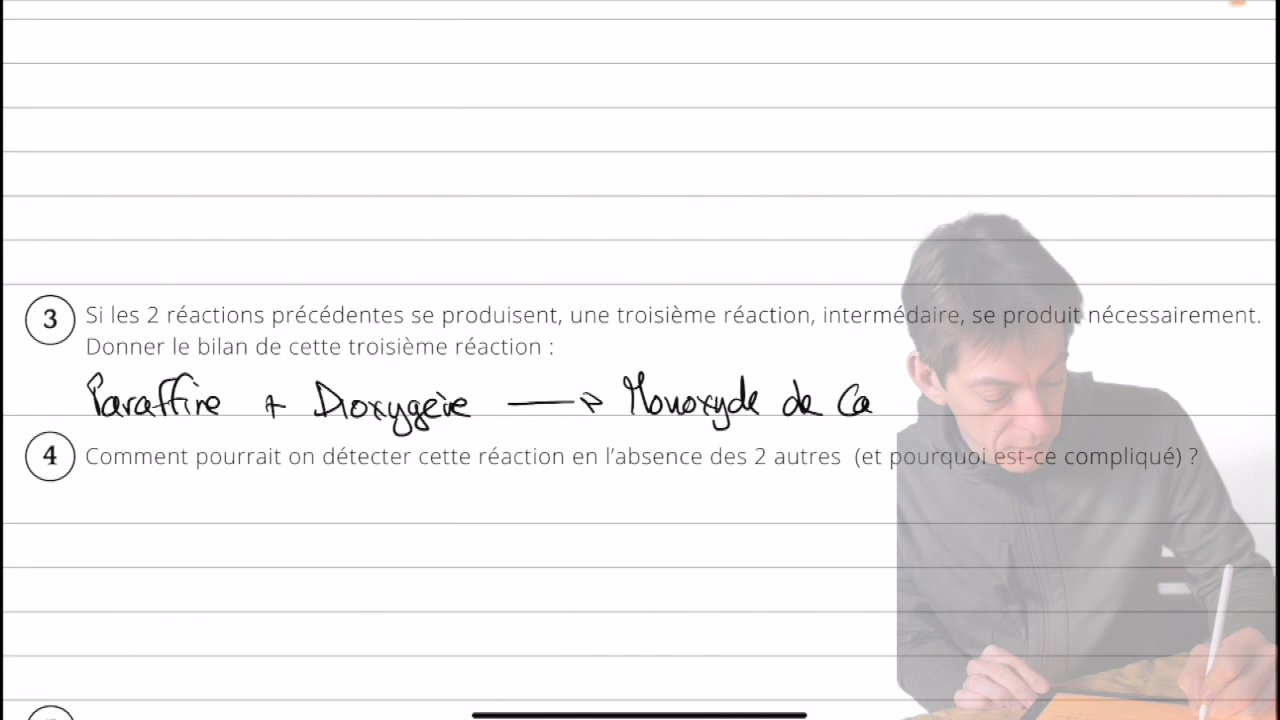 3 Si les 2 réactions précédentes se produisent, une troisième réaction, intermédaire, se produit nécessairement.
Donner le bilan de cette troisième réaction :
Paraffine + Dioxygène → Monoxyde de Ca
4 Comment pourrait on détecter cette réaction en l'absence des 2 autres (et pourquoi est-ce compliqué) ?